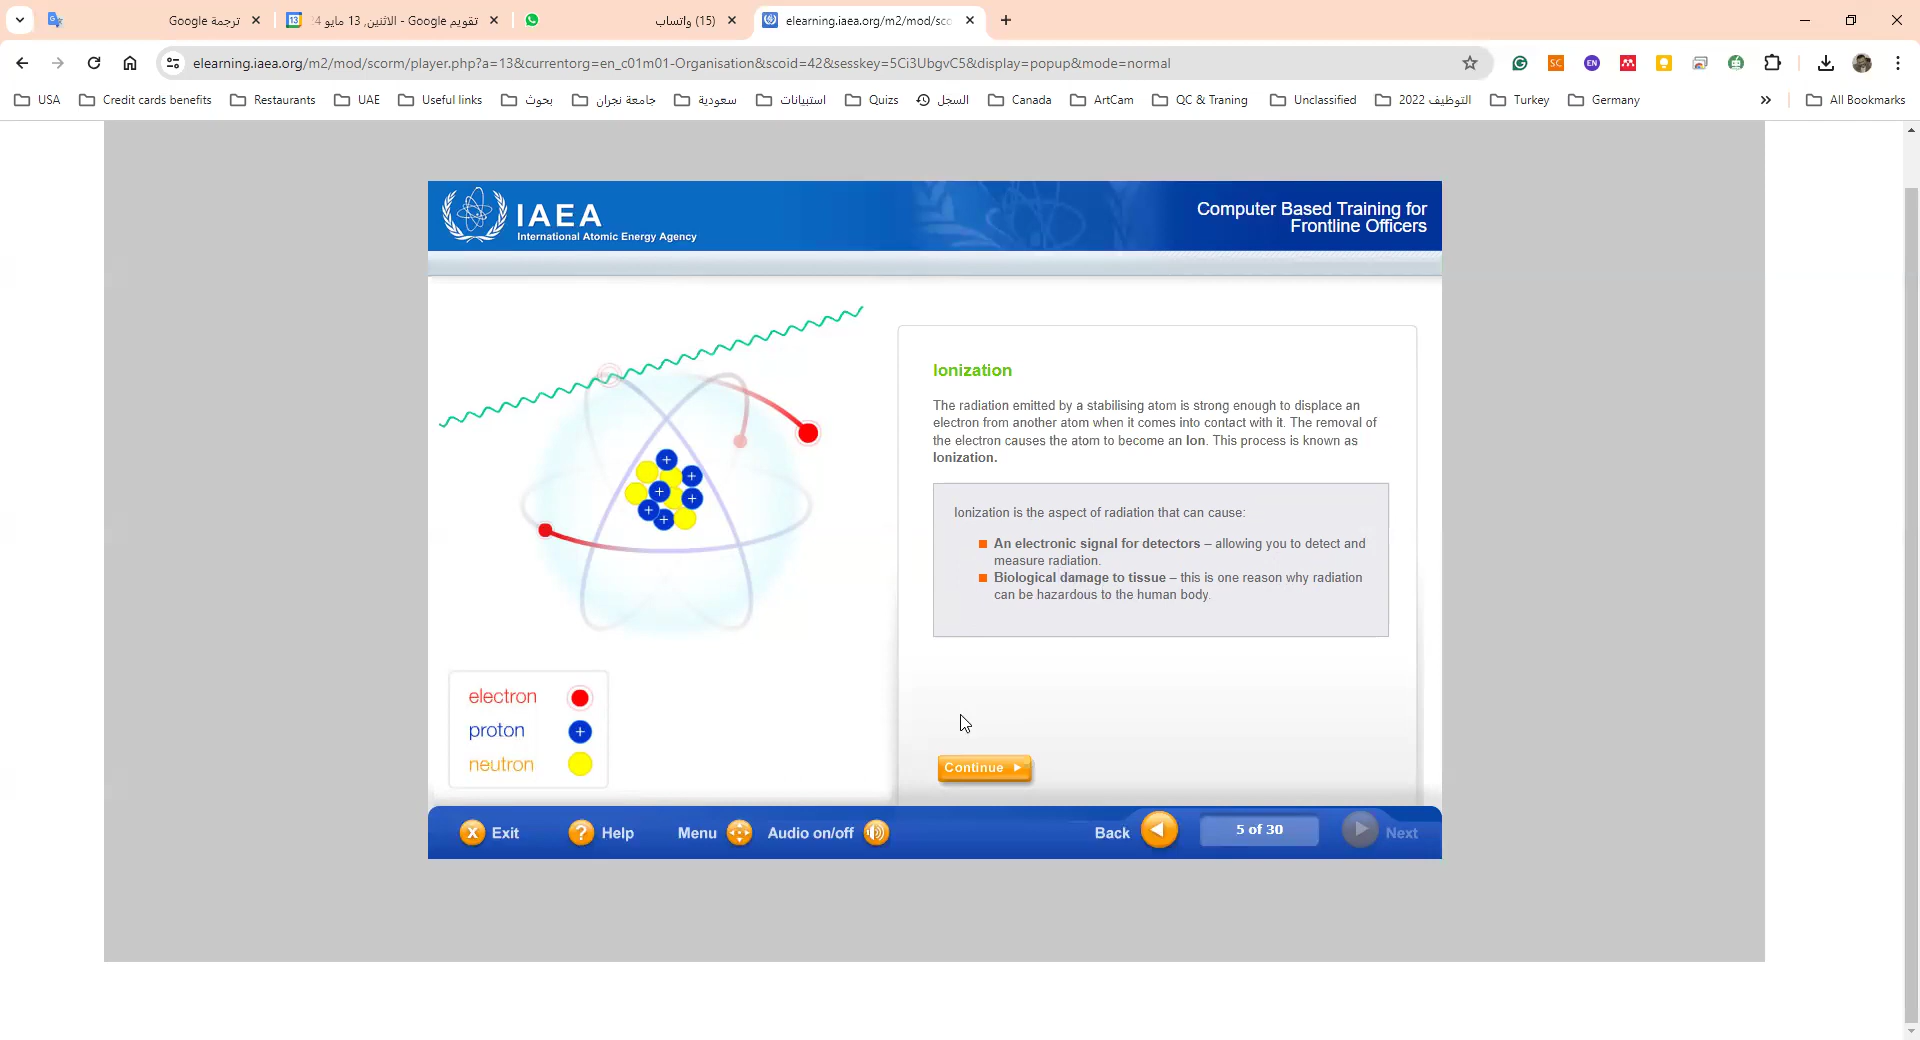 ترجمة Google
تقويم Google - الاثنين, 13 مايو 24
(15) واتساب
elearning.iaea.org/m2/mod/sco
elearning.iaea.org/m2/mod/scorm/player.php?a=13&currentorg=en_c01m01-Organisation&scoid=42&sesskey=5Ci3UbgvC5&display=popup&mode=normal
SC
EN
USA
Credit cards benefits
Restaurants
UAE
Useful links
بحوث
جامعة نجران
سعودية
استبيانات
Quizs
السجل
Canada
ArtCam
QC & Traning
Unclassified
التوظيف 2022
Turkey
Germany
All Bookmarks
IAEA
International Atomic Energy Agency
Computer Based Training for
Frontline Officers
Ionization
The radiation emitted by a stabilising atom is strong enough to displace an
electron from another atom when it comes into contact with it. The removal of
the electron causes the atom to become an Ion. This process is known as
Ionization.
Ionization is the aspect of radiation that can cause:
An electronic signal for detectors – allowing you to detect and
measure radiation.
Biological damage to tissue – this is one reason why radiation
can be hazardous to the human body.
electron
proton
neutron
Continue
Exit
Help
Menu
Audio on/off
Back
5 of 30
Next